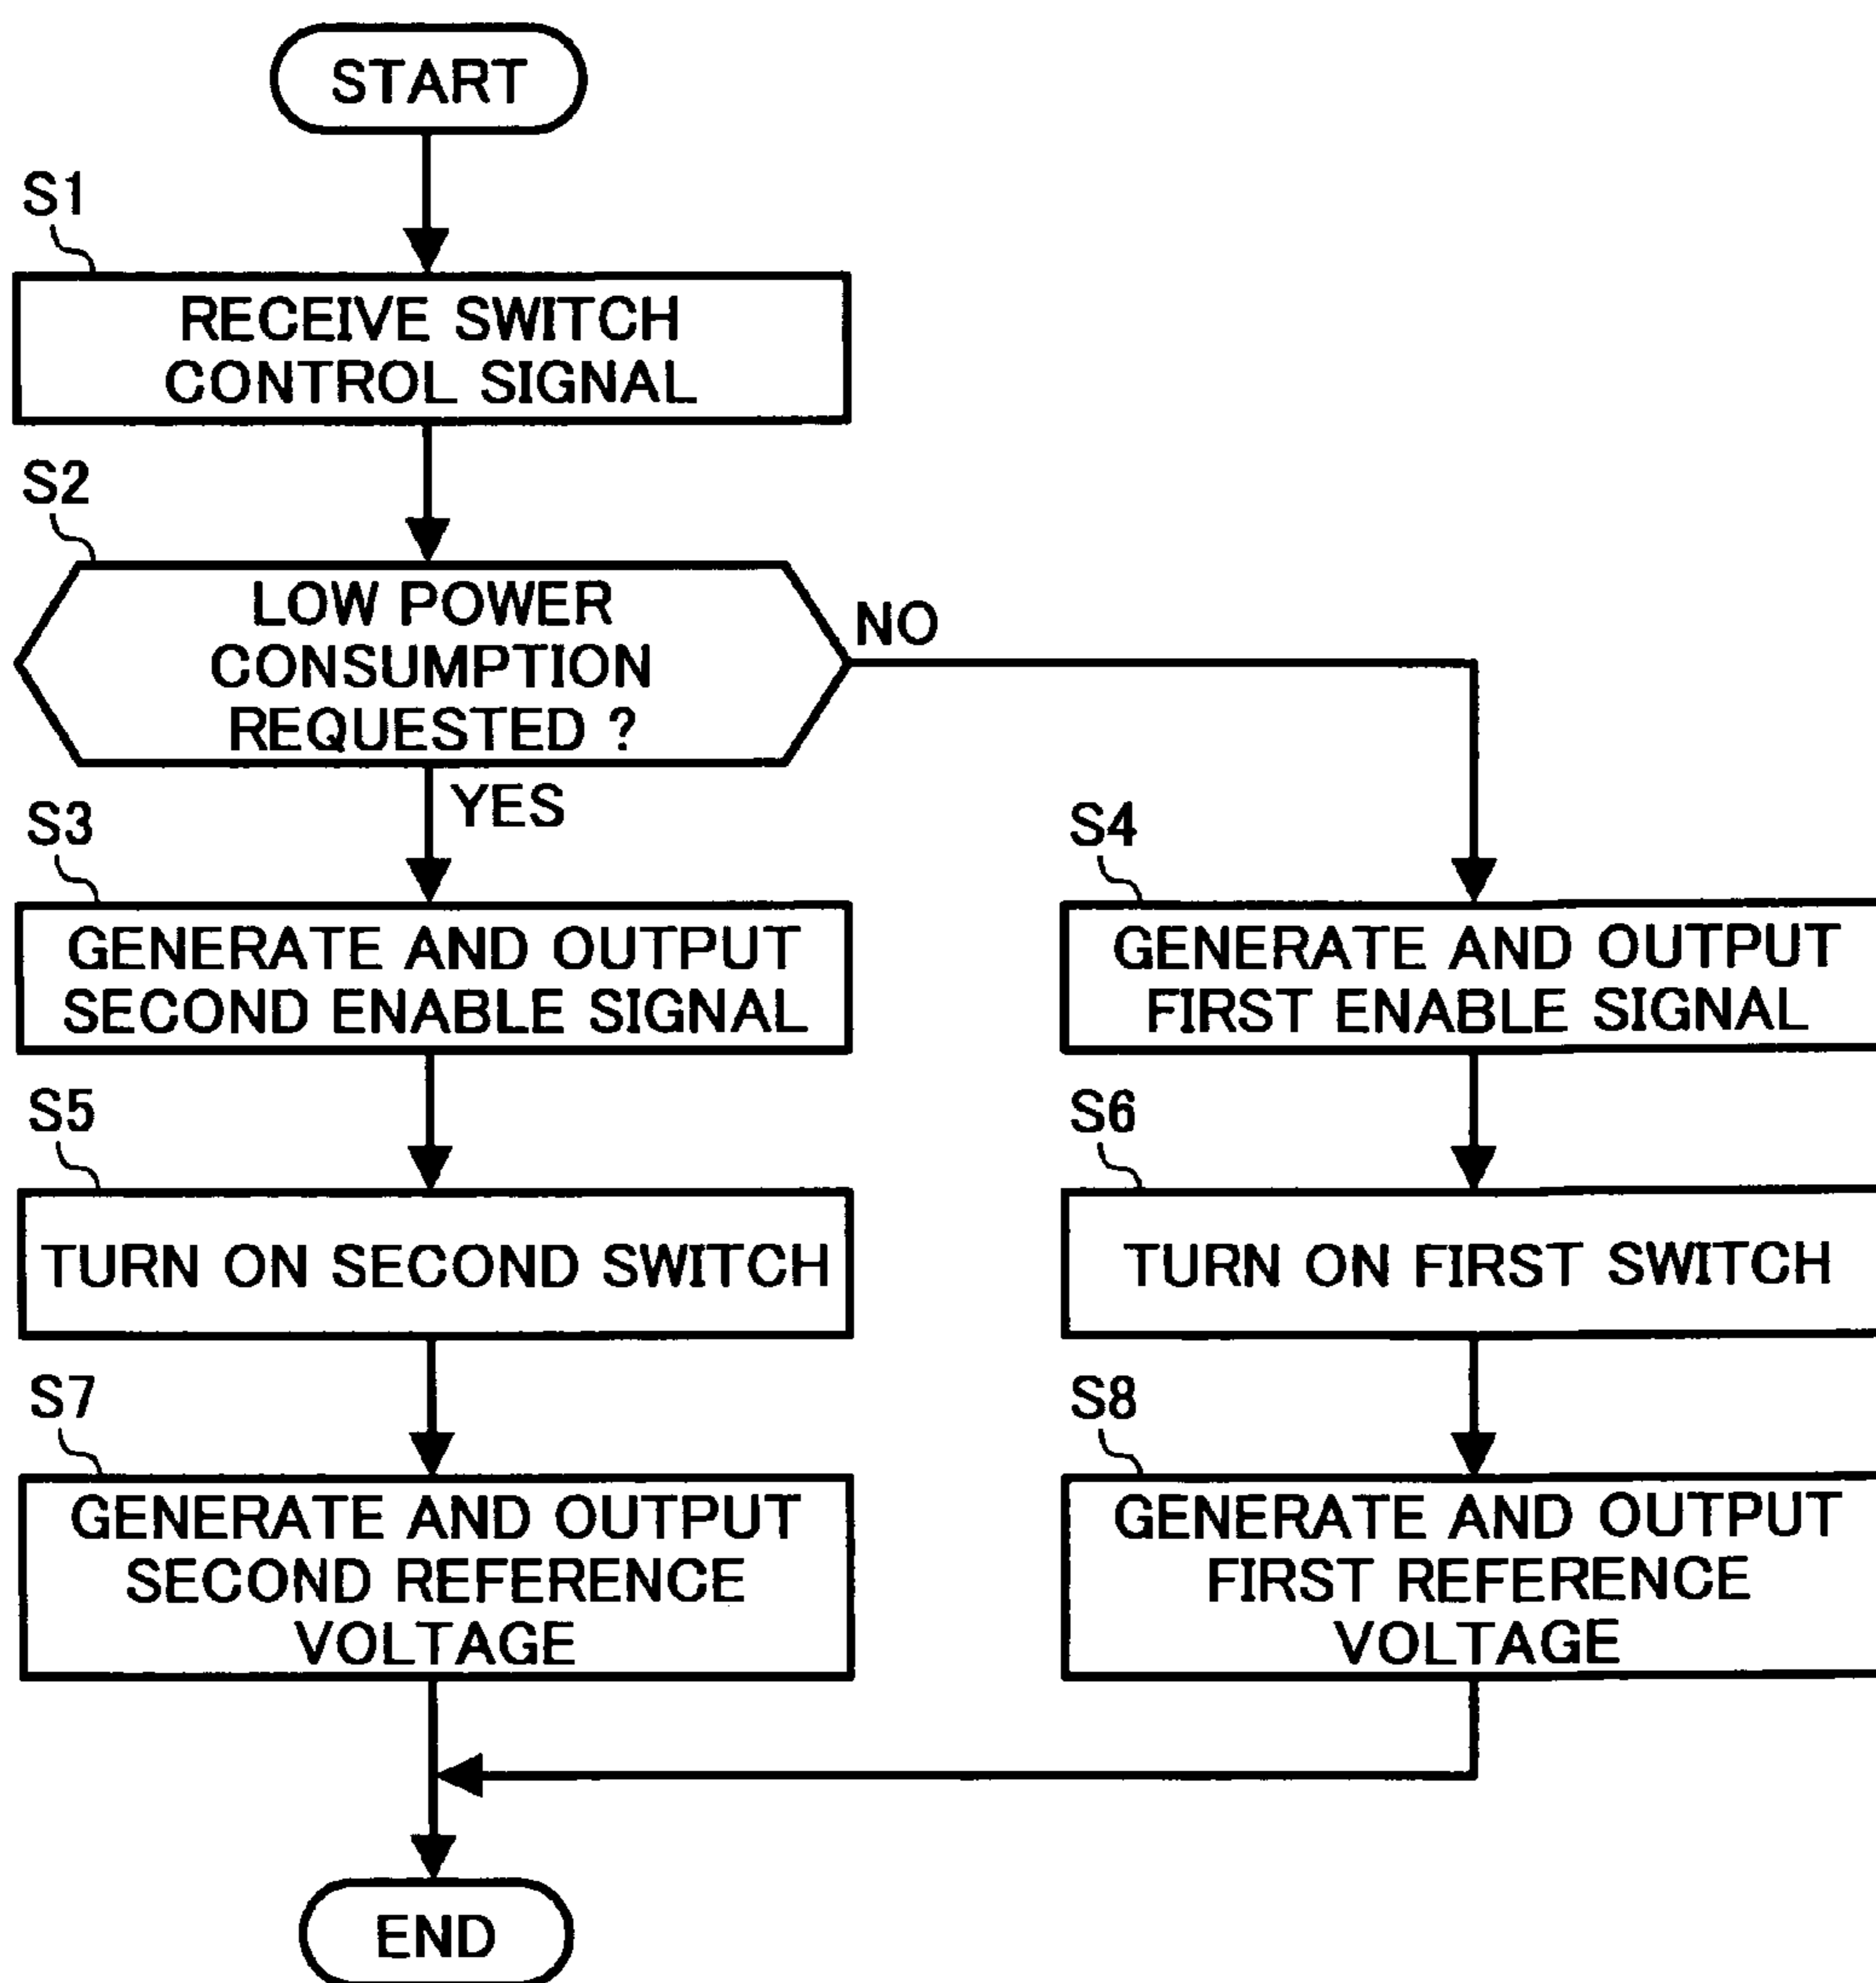 START
S1
RECEIVE SWITCH
CONTROL SIGNAL
S2
LOW POWER
CONSUMPTION
REQUESTED ?
NO
YES
S3
GENERATE AND OUTPUT
SECOND ENABLE SIGNAL
S4
GENERATE AND OUTPUT
FIRST ENABLE SIGNAL
S5
TURN ON SECOND SWITCH
S6
TURN ON FIRST SWITCH
S7
GENERATE AND OUTPUT
SECOND REFERENCE
VOLTAGE
S8
GENERATE AND OUTPUT
FIRST REFERENCE
VOLTAGE
END